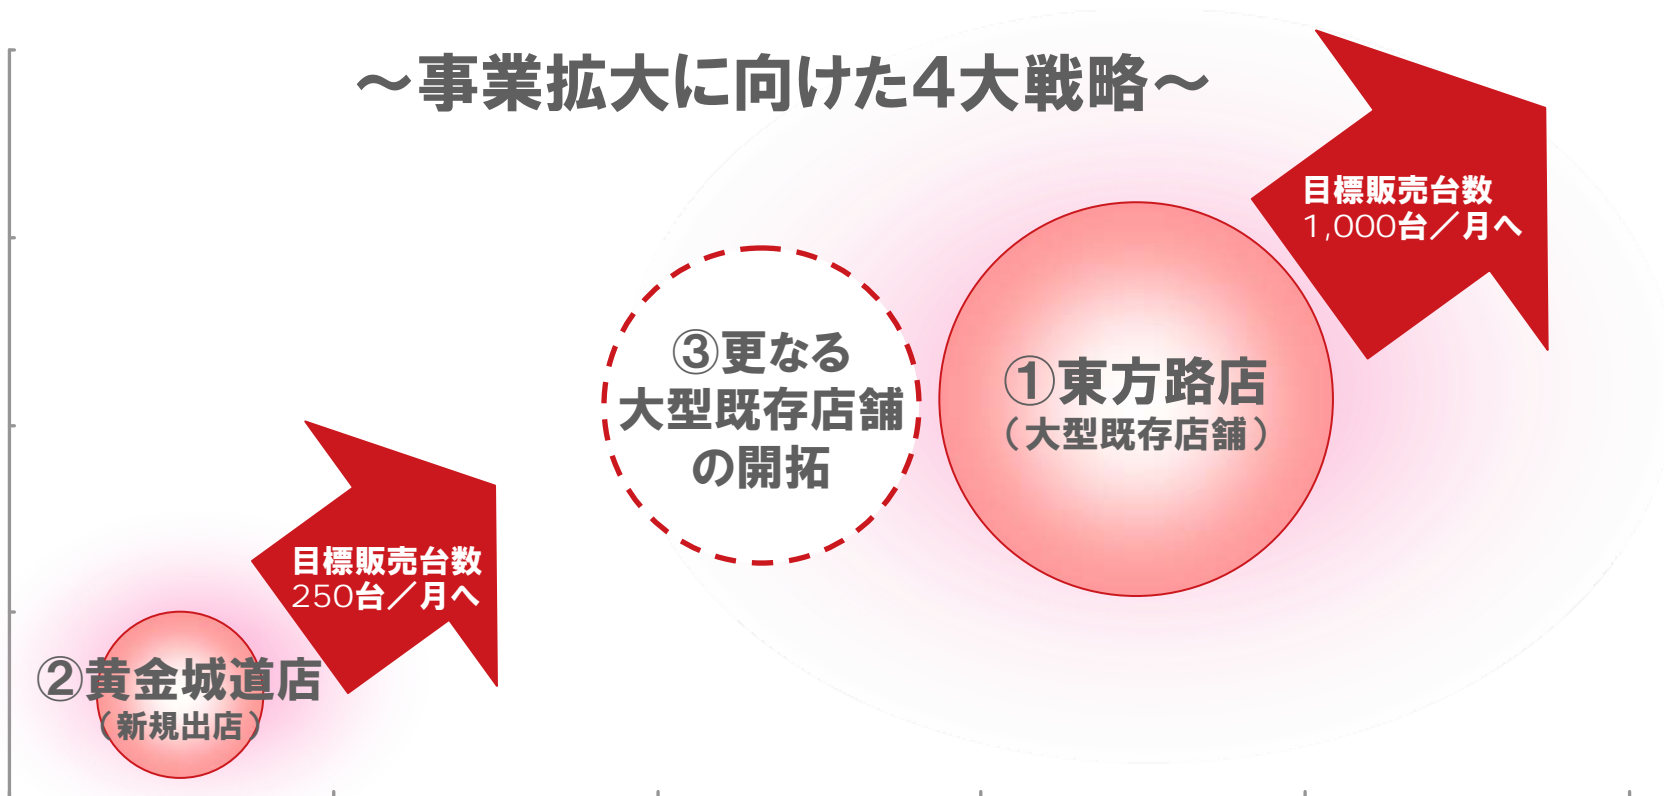 ～事業拡大に向けた4大戦略～
目標販売台数
1,000台／月へ
③更なる
大型既存店舗
の開拓
①東方路店
（大型既存店舗）
目標販売台数
250台／月へ
②黄金城道店
（新規出店）